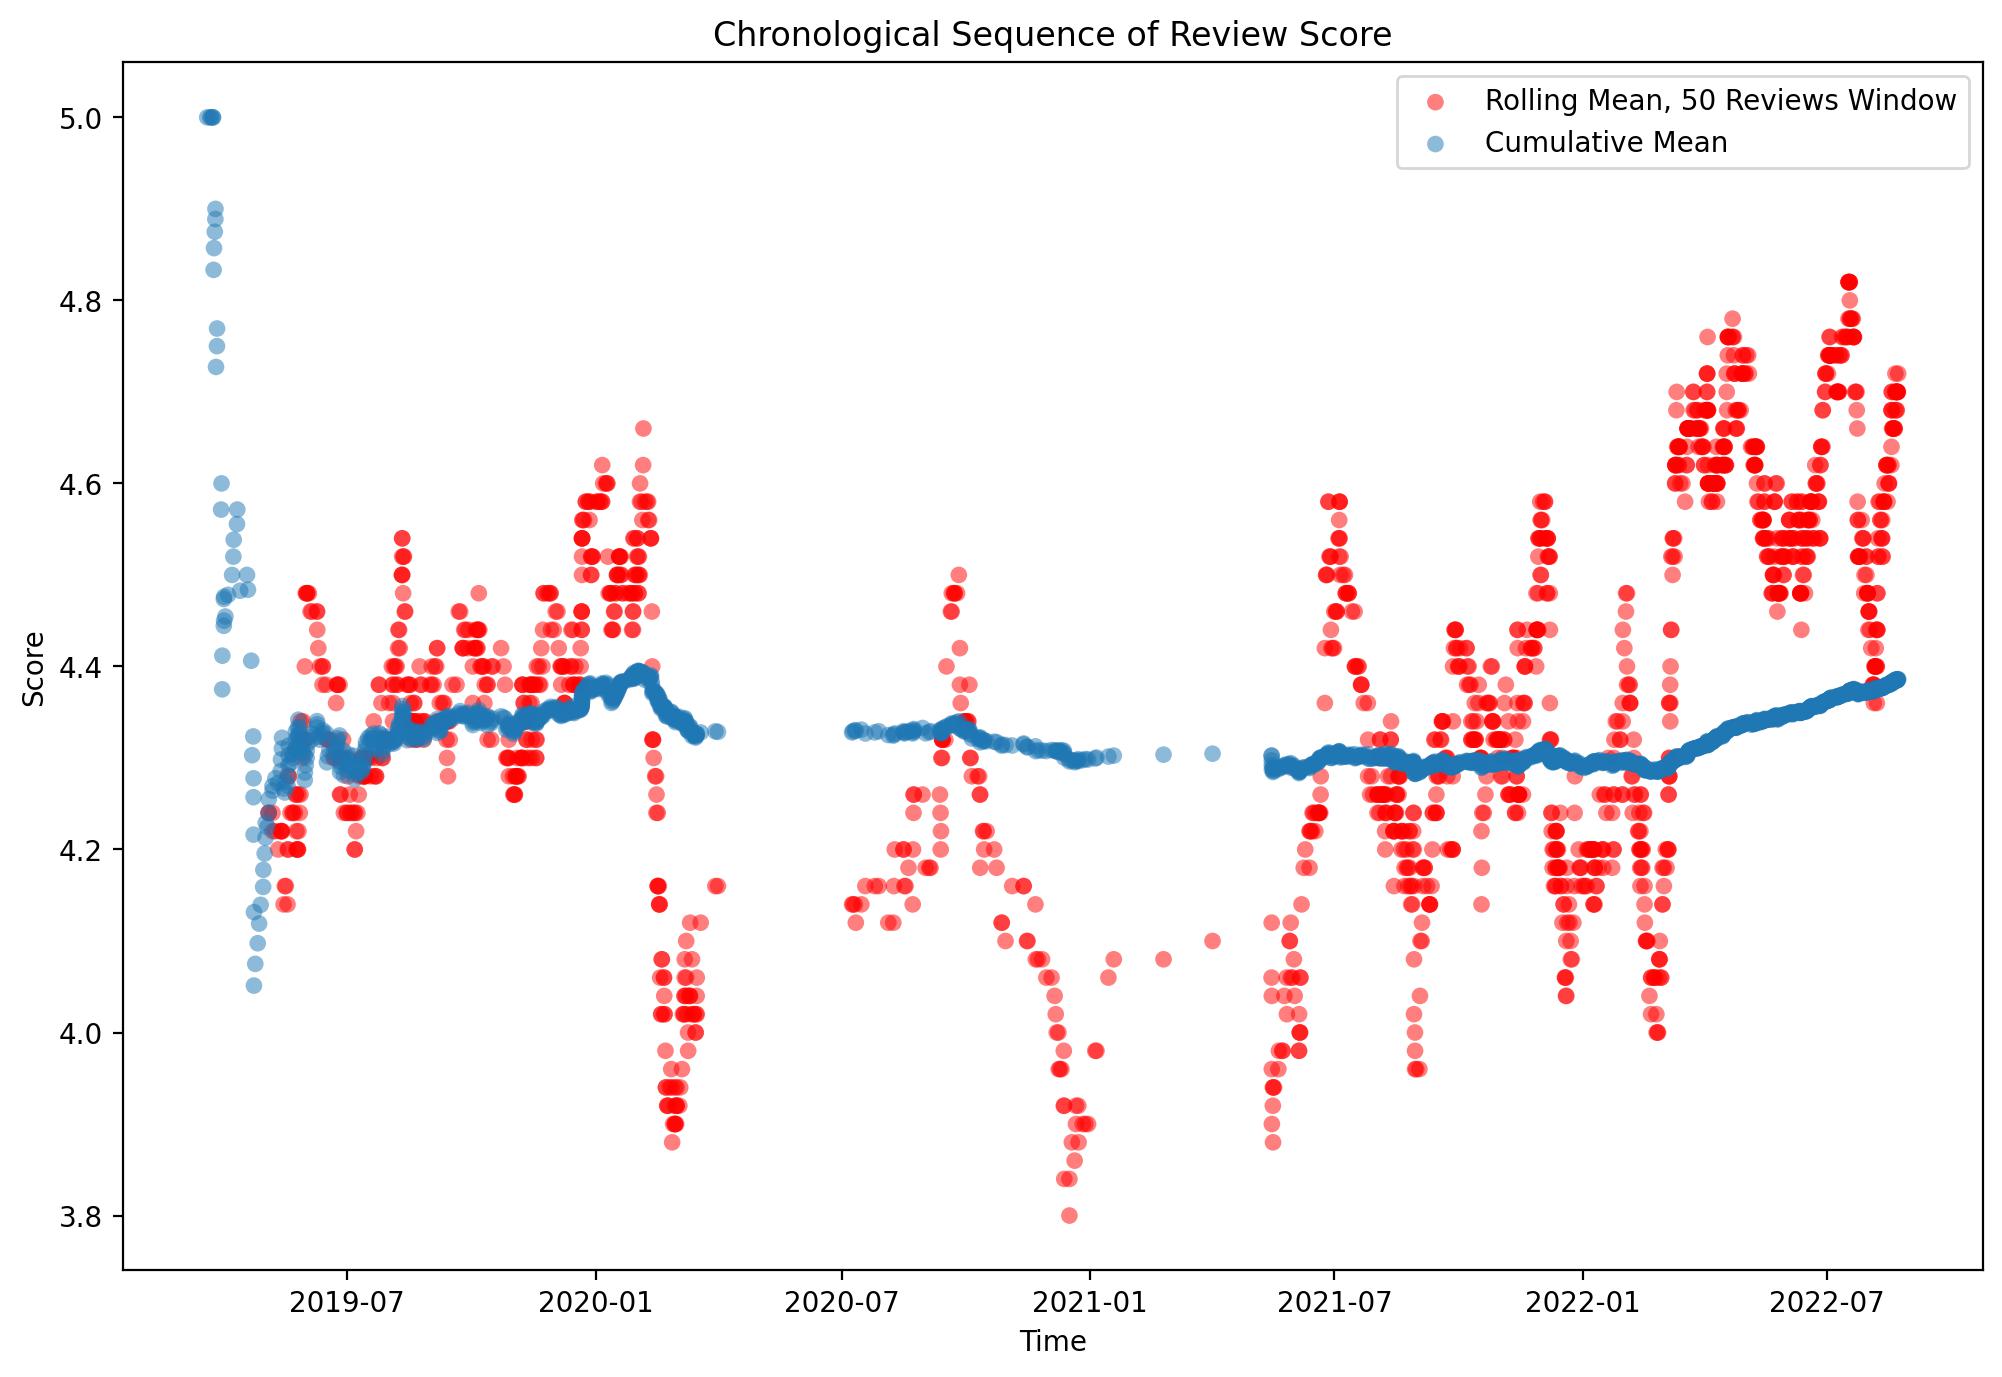 Chronological Sequence of Review Score
Rolling Mean, 50 Reviews Window
Cumulative Mean
5.0
4.8
4.6
4.4
4.2
4.0
3.8
Score
2019-07
2020-01
2020-07
2021-01
2021-07
2022-01
2022-07
Time